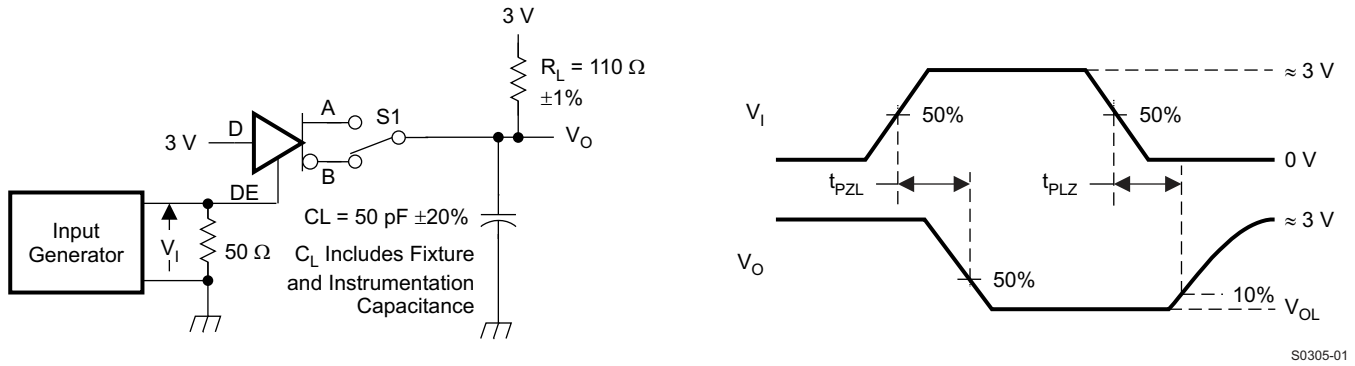 3 V
R_L = 110 Ω
±1%
A
S1
D
3 V
V_O
B
DE
Input
Generator
V_I
50 Ω
CL = 50 pF ±20%
C_L Includes Fixture
and Instrumentation
Capacitance
≈ 3 V
V_I
50%
50%
0 V
t_PZL
t_PLZ
≈ 3 V
V_O
50%
10%
V_OL
S0305-01